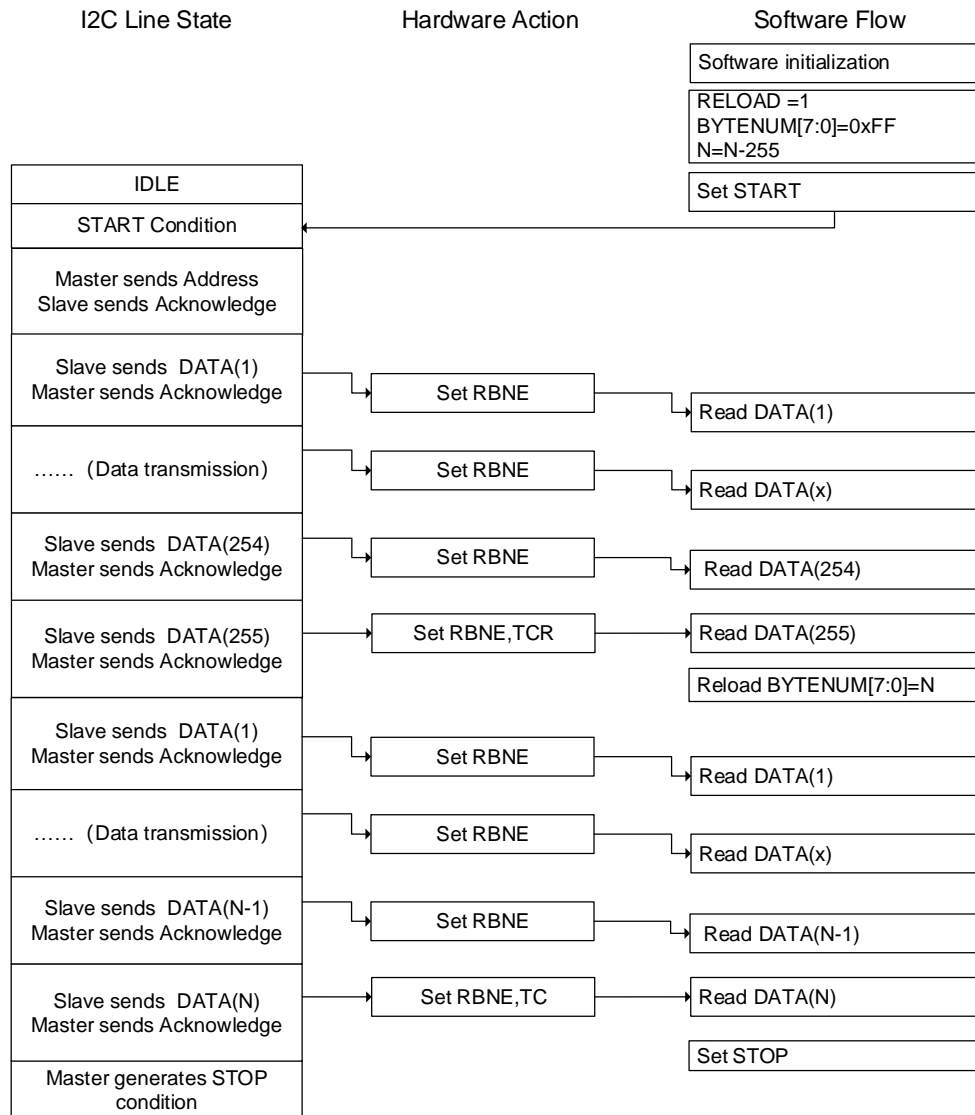 I2C Line State
Hardware Action
Software Flow
Software initialization
RELOAD =1
BYTENUM[7:0]=0xFF
N=N-255
IDLE
Set START
START Condition
Master sends Address
Slave sends Acknowledge
Slave sends DATA(1)
Master sends Acknowledge
Set RBNE
Read DATA(1)
...... (Data transmission)
Set RBNE
Read DATA(x)
Slave sends DATA(254)
Master sends Acknowledge
Set RBNE
Read DATA(254)
Slave sends DATA(255)
Master sends Acknowledge
Set RBNE,TCR
Read DATA(255)
Reload BYTENUM[7:0]=N
Slave sends DATA(1)
Master sends Acknowledge
Set RBNE
Read DATA(1)
...... (Data transmission)
Set RBNE
Read DATA(x)
Slave sends DATA(N-1)
Master sends Acknowledge
Set RBNE
Read DATA(N-1)
Slave sends DATA(N)
Master sends Acknowledge
Set RBNE,TC
Read DATA(N)
Set STOP
Master generates STOP
condition